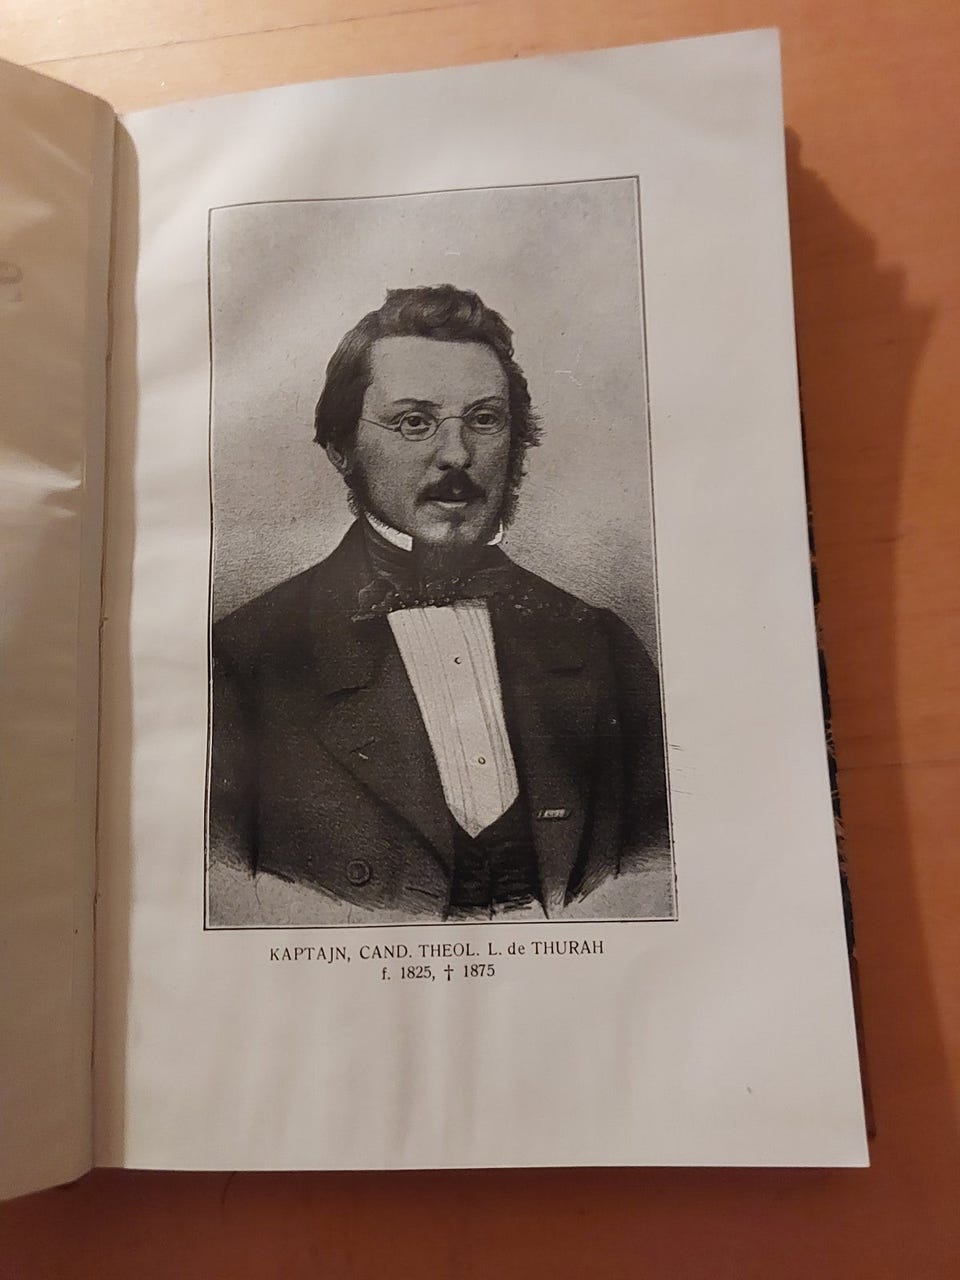 KAPTAJN, CAND. THEOL. L. de THURAH
f. 1825, † 1875